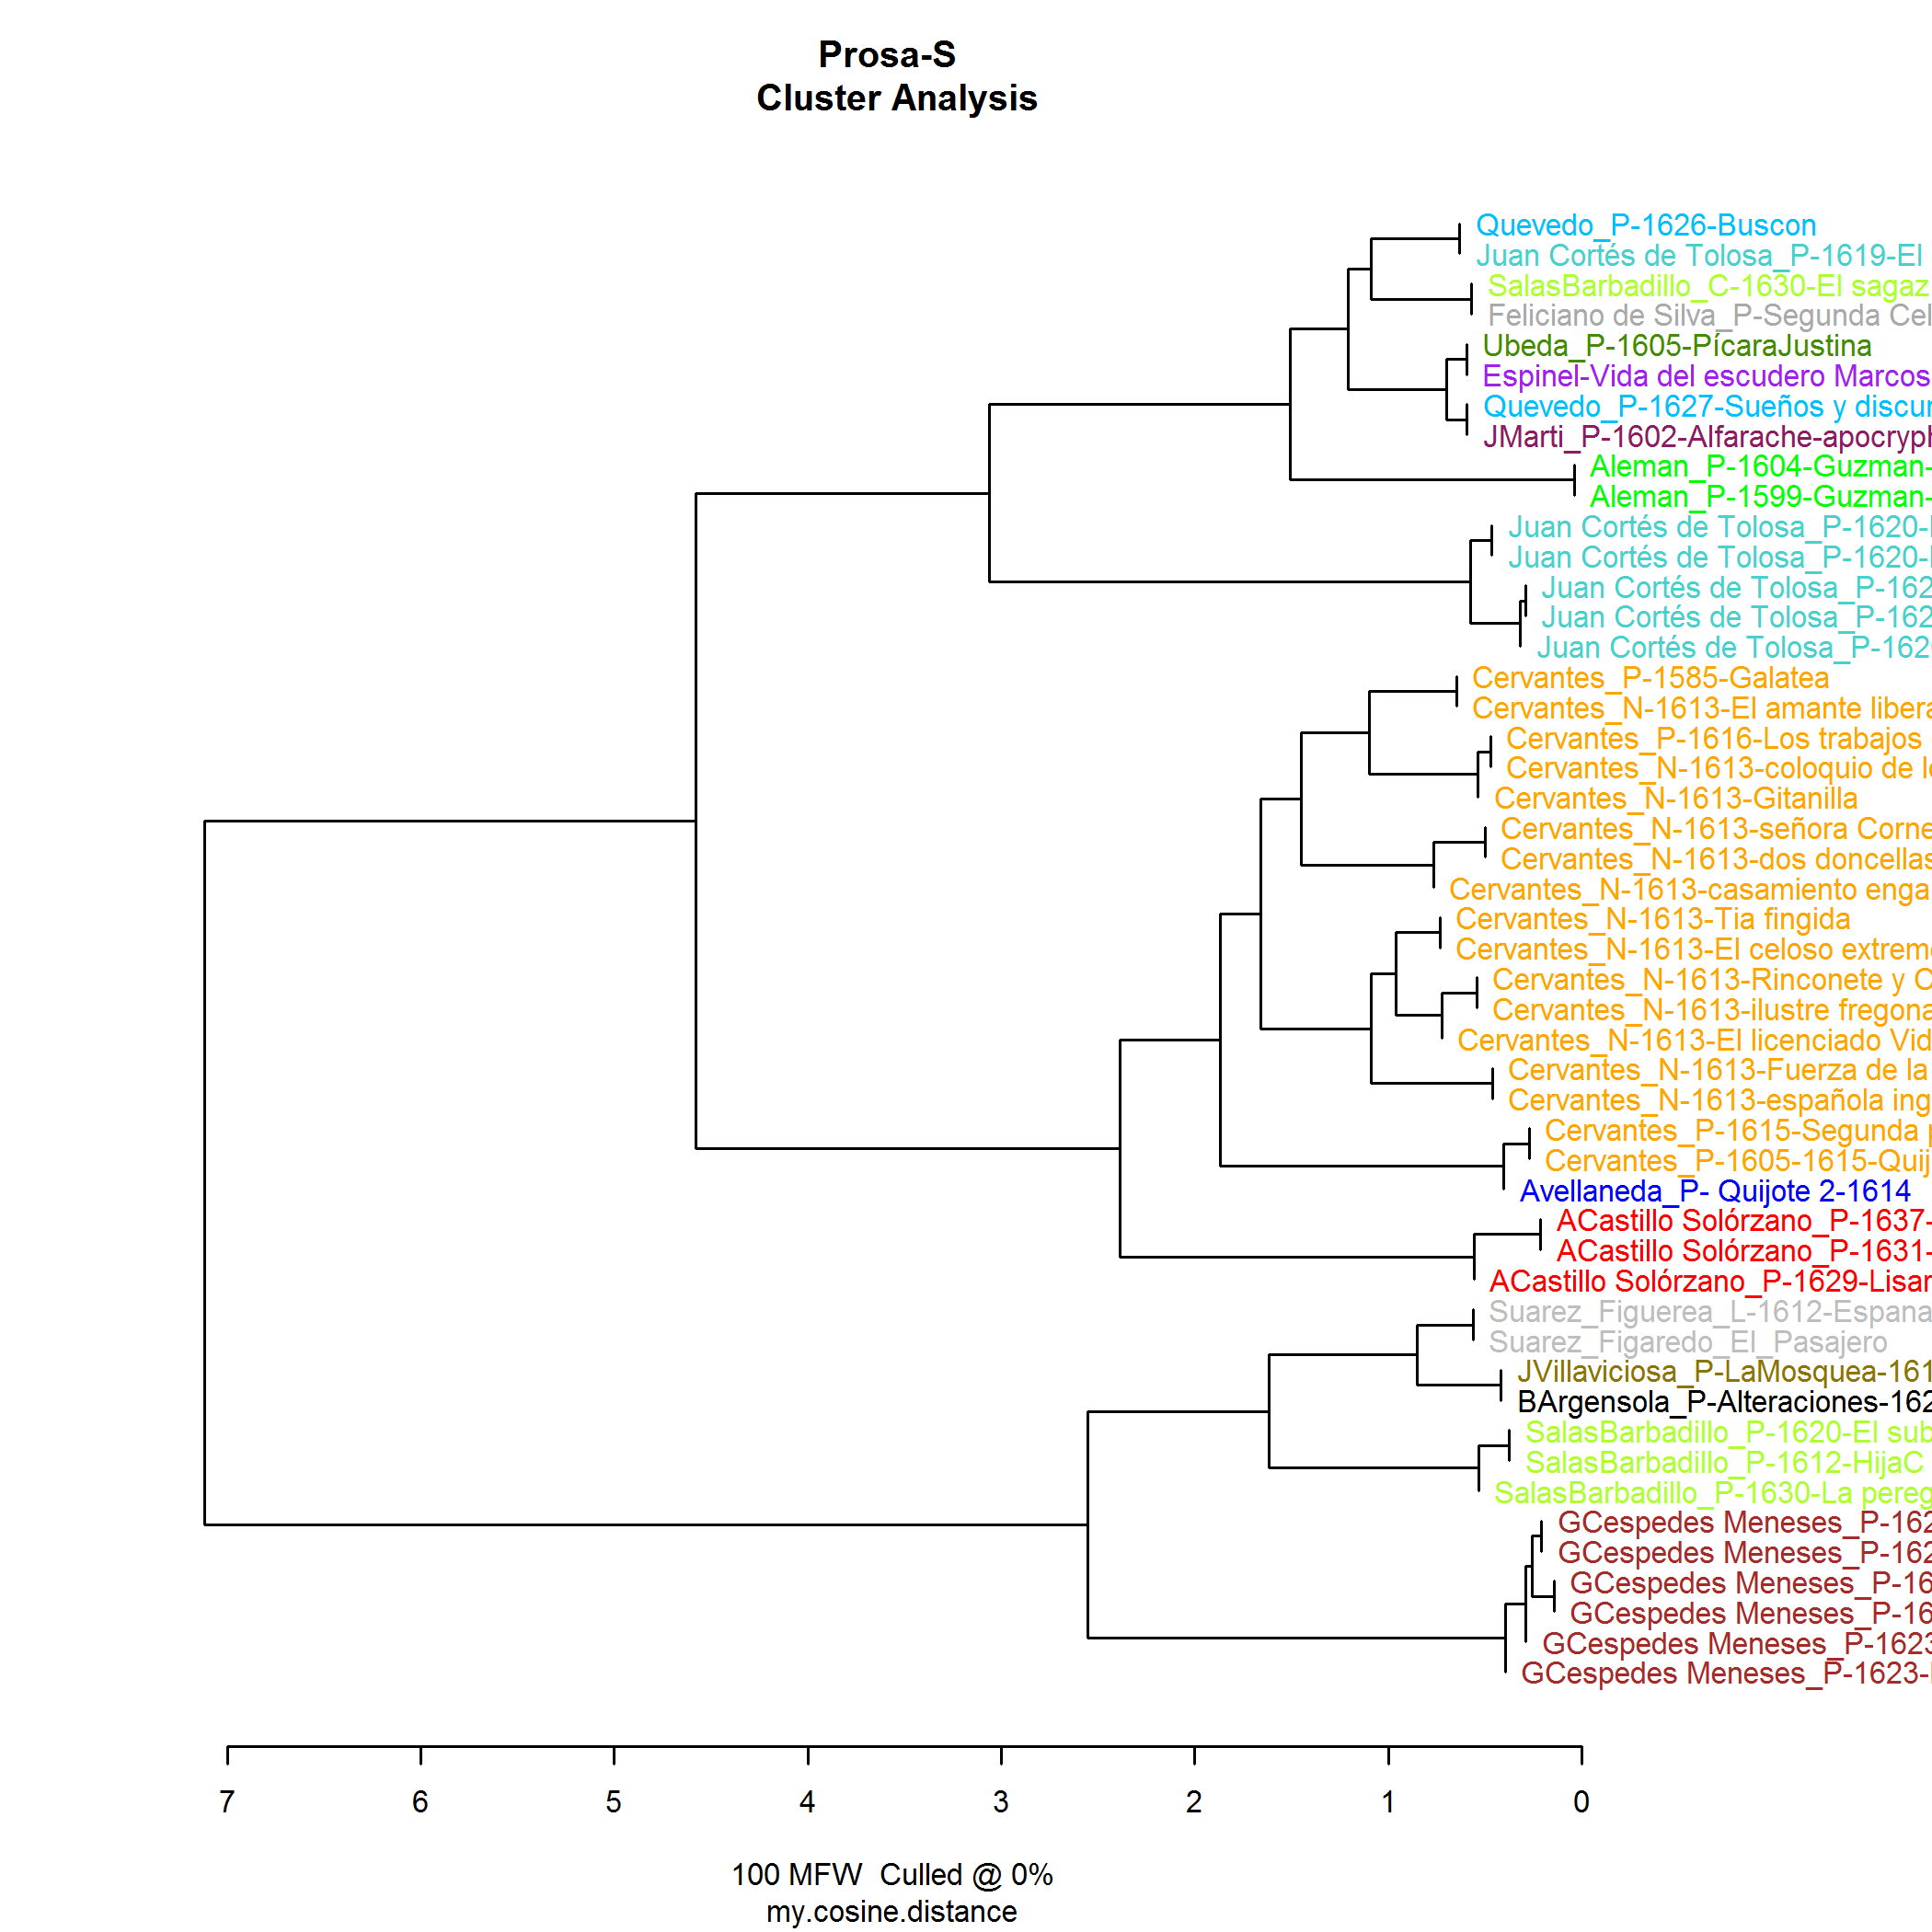 Prosa-S
Cluster Analysis
Quevedo_P-1626-Buscon
Juan Cortés de Tolosa_P-1619-El
SalasBarbadillo_C-1630-El sagaz
Feliciano de Silva_P-Segunda Cel
Ubeda_P-1605-PícaraJustina
Espinel-Vida del escudero Marcos
Quevedo_P-1627-Sueños y discur
JMarti_P-1602-Alfarache-apocryph
Aleman_P-1604-Guzman-
Aleman_P-1599-Guzman-
Juan Cortés de Tolosa_P-1620-
Juan Cortés de Tolosa_P-1620-
Juan Cortés de Tolosa_P-162
Juan Cortés de Tolosa_P-162
Juan Cortés de Tolosa_P-162
Cervantes_P-1585-Galatea
Cervantes_N-1613-El amante libera
Cervantes_P-1616-Los trabajos
Cervantes_N-1613-coloquio de lo
Cervantes_N-1613-Gitanilla
Cervantes_N-1613-señora Corne
Cervantes_N-1613-dos doncellas
Cervantes_N-1613-casamiento enga
Cervantes_N-1613-Tia fingida
Cervantes_N-1613-El celoso extreme
Cervantes_N-1613-Rinconete y C
Cervantes_N-1613-ilustre fregona
Cervantes_N-1613-El licenciado Vid
Cervantes_N-1613-Fuerza de la
Cervantes_N-1613-española ing
Cervantes_P-1615-Segunda p
Cervantes_P-1605-1615-Quij
Avellaneda_P- Quijote 2-1614
ACastillo Solórzano_P-1637-
ACastillo Solórzano_P-1631-
ACastillo Solórzano_P-1629-Lisar
Suarez_Figuerea_L-1612-Espana
Suarez_Figaredo_El_Pasajero
JVillaviciosa_P-LaMosquea-161
BArgensola_P-Alteraciones-162
SalasBarbadillo_P-1620-El sub
SalasBarbadillo_P-1612-HijaC
SalasBarbadillo_P-1630-La pereg
GCespedes Meneses_P-162
GCespedes Meneses_P-162
GCespedes Meneses_P-16
GCespedes Meneses_P-16
GCespedes Meneses_P-1623
GCespedes Meneses_P-1623-
7 6 5 4 3 2 1 0
100 MFW  Culled @ 0%
my.cosine.distance